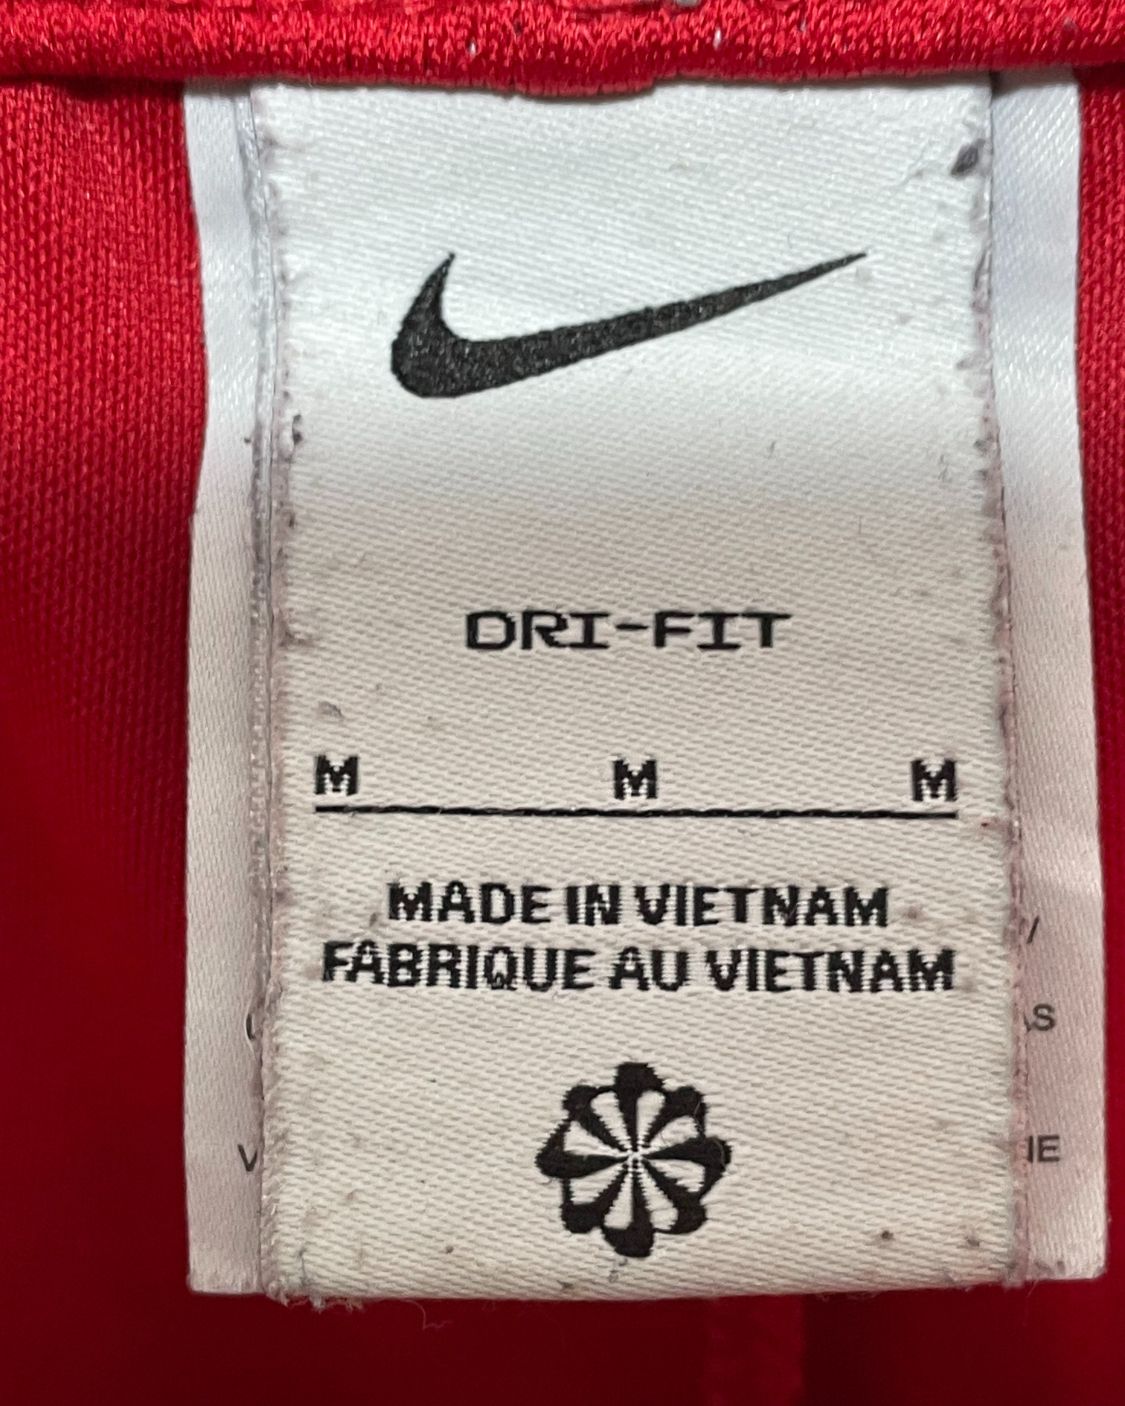 DRI-FIT
M M M
MADE IN VIETNAM
FABRIQUE AU VIETNAM